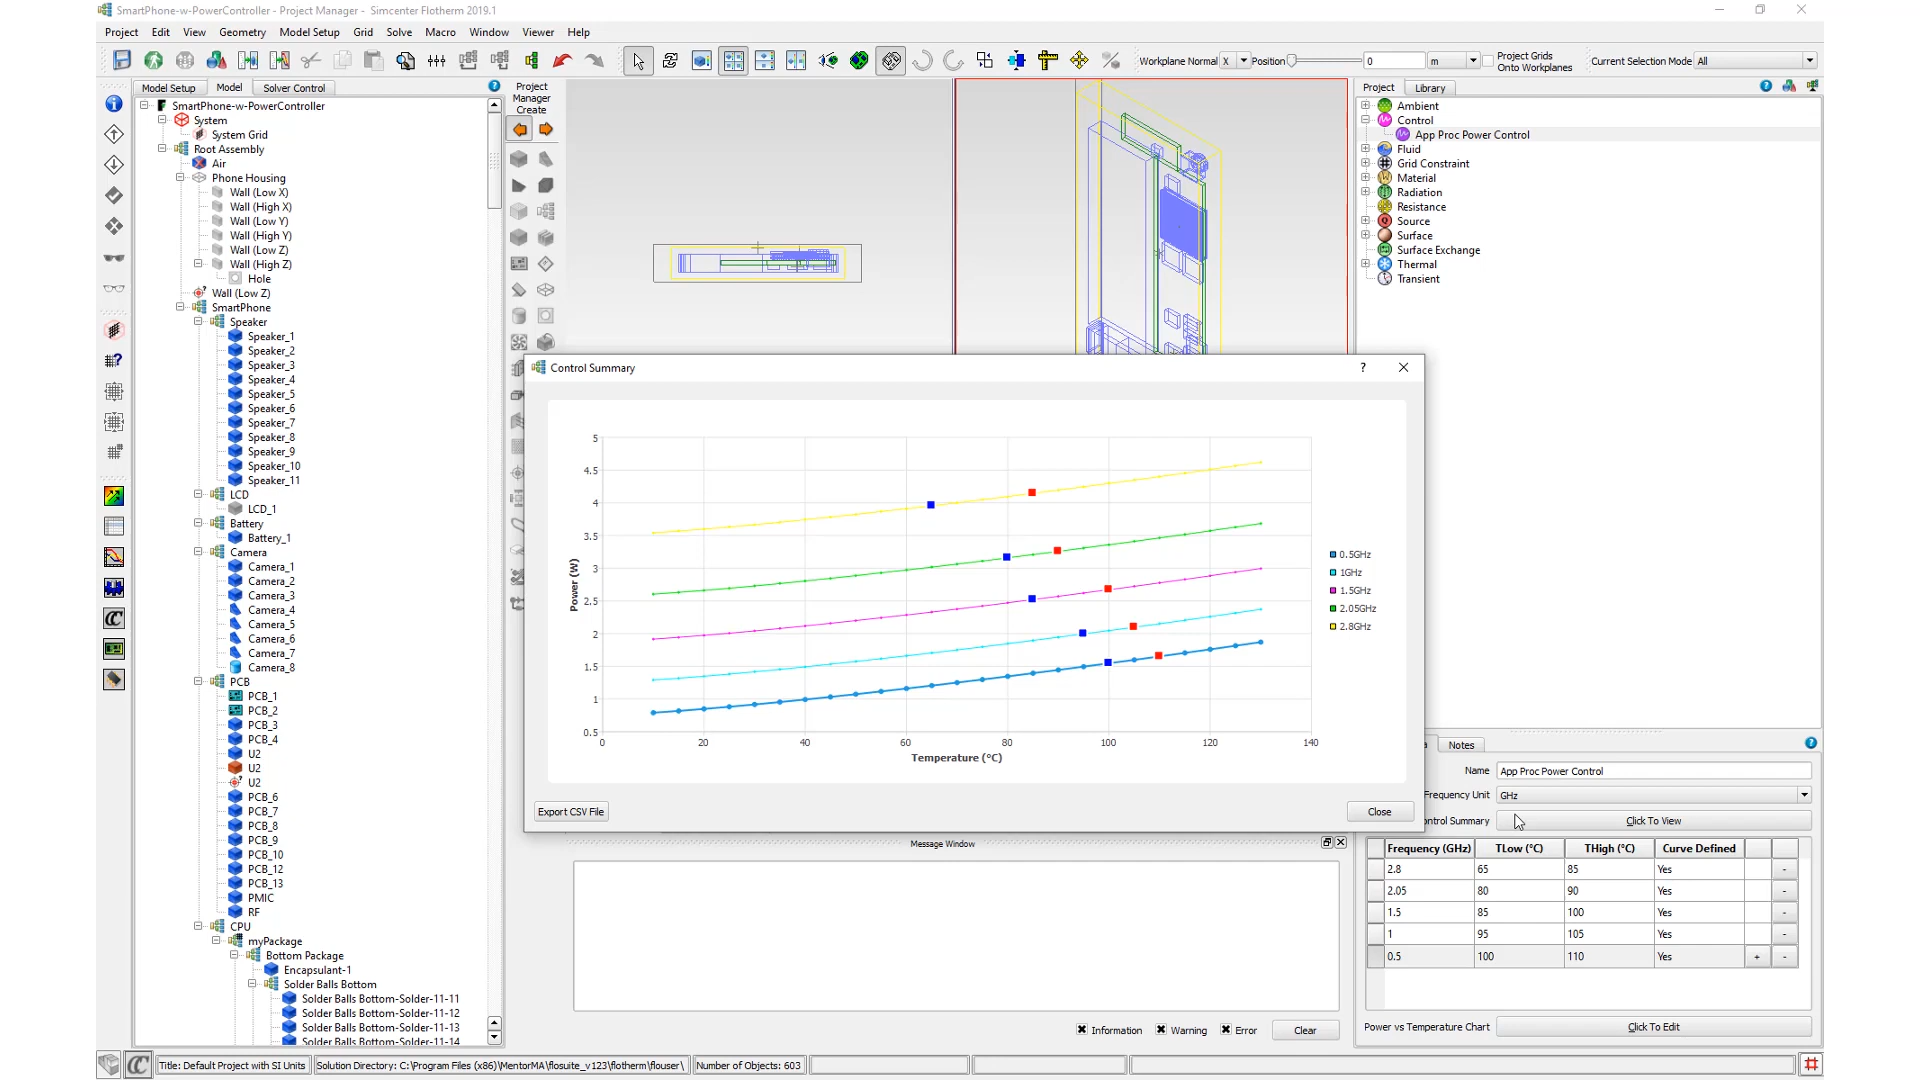 SmartPhone-w-PowerController - Project Manager - Simcenter Flotherm 2019.1
Project Edit View Geometry Model Setup Grid Solve Macro Window Viewer Help
Workplane Normal X Position 0 m Project Grids Onto Workplanes Current Selection Mode All
Model Setup Model Solver Control
SmartPhone-w-PowerController
System
System Grid
Root Assembly
Air
Phone Housing
Wall (Low X)
Wall (High X)
Wall (Low Y)
Wall (High Y)
Wall (Low Z)
Wall (High Z)
Hole
Wall (Low Z)
SmartPhone
Speaker
Speaker_1
Speaker_2
Speaker_3
Speaker_4
Speaker_5
Speaker_6
Speaker_7
Speaker_8
Speaker_9
Speaker_10
Speaker_11
LCD
LCD_1
Battery
Battery_1
Camera
Camera_1
Camera_2
Camera_3
Camera_4
Camera_5
Camera_6
Camera_7
Camera_8
PCB
PCB_1
PCB_2
PCB_3
PCB_4
U2
U2
U2
PCB_6
PCB_7
PCB_8
PCB_9
PCB_10
PCB_12
PCB_13
PMIC
RF
CPU
myPackage
Bottom Package
Encapsulant-1
Solder Balls Bottom
Solder Balls Bottom-Solder-11-11
Solder Balls Bottom-Solder-11-12
Solder Balls Bottom-Solder-11-13
Solder Balls Bottom-Solder-11-14
Project
Manager
Create
Project Library
Ambient
Control
App Proc Power Control
Fluid
Grid Constraint
Material
Radiation
Resistance
Source
Surface
Surface Exchange
Thermal
Transient
Control Summary
?
5
4.5
4
3.5
3
2.5
2
1.5
1
0.5
Power (W)
0 20 40 60 80 100 120 140
Temperature (°C)
0.5GHz
1GHz
1.5GHz
2.05GHz
2.8GHz
Export CSV File Close
Message Window
Information Warning Error Clear
Notes
Name App Proc Power Control
Frequency Unit GHz
Control Summary Click To View
Frequency (GHz) TLow (°C) THigh (°C) Curve Defined
2.8 65 85 Yes -
2.05 80 90 Yes -
1.5 85 100 Yes -
1 95 105 Yes -
0.5 100 110 Yes + -
Power vs Temperature Chart Click To Edit
Title: Default Project with SI Units Solution Directory: C:\Program Files (x86)\MentorMA\flosuite_v123\flotherm\flouser\ Number of Objects: 603